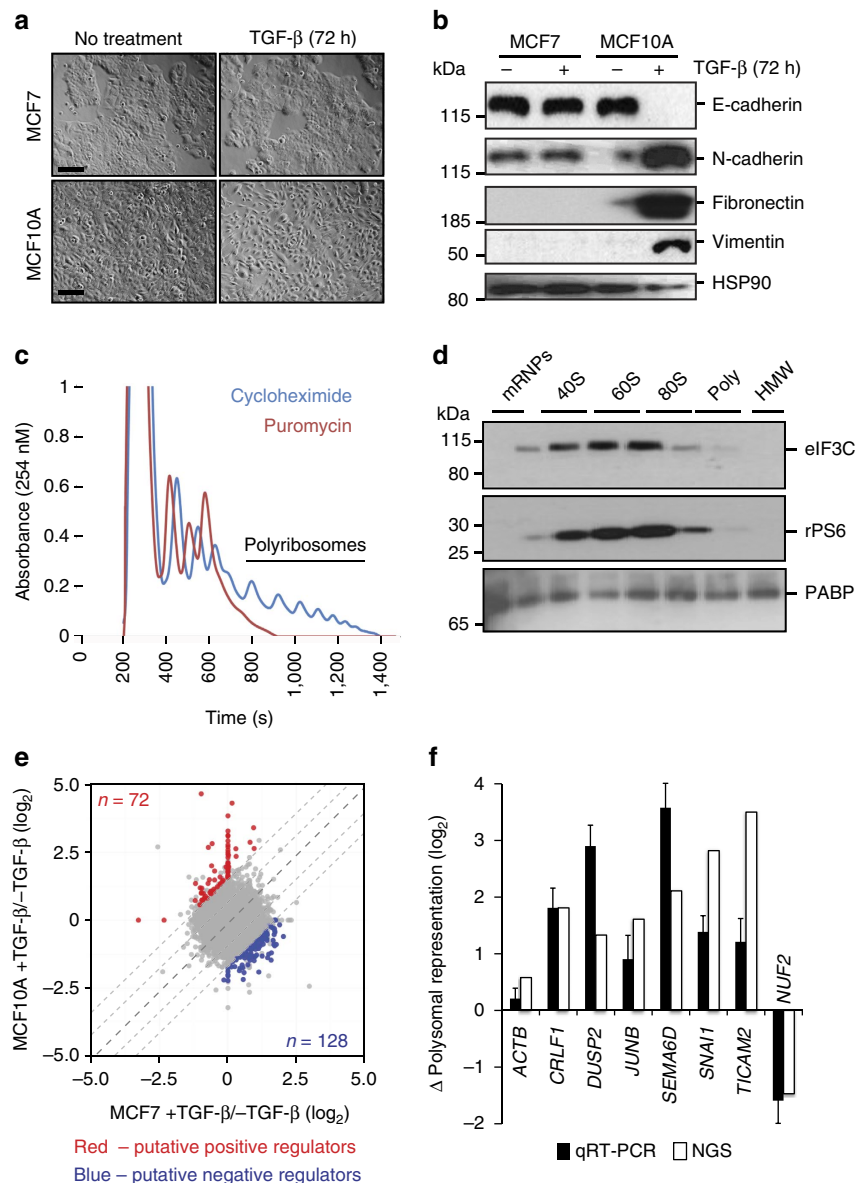 a
No treatment TGF-β (72 h)
MCF7
MCF10A
b
MCF7 MCF10A
kDa – + – + TGF-β (72 h)
115 E-cadherin
115 N-cadherin
185 Fibronectin
50 Vimentin
80 HSP90
c
Absorbance (254 nM)
1
0.8
0.6
0.4
0.2
0
Cycloheximide
Puromycin
Polyribosomes
0 200 400 600 800 1,000 1,200 1,400
Time (s)
d
mRNPs 40S 60S 80S Poly HMW
kDa
115 eIF3C
80
30 rPS6
25
PABP
65
e
MCF10A +TGF-β/–TGF-β (log2)
5.0
2.5
0
–2.5
–5.0
n = 72
n = 128
–5.0 –2.5 0 2.5 5.0
MCF7 +TGF-β/–TGF-β (log2)
Red – putative positive regulators
Blue – putative negative regulators
f
Δ Polysomal representation (log2)
4
3
2
1
0
–1
–2
ACTB CRLF1 DUSP2 JUNB SEMA6D SNAI1 TICAM2 NUF2
qRT-PCR NGS